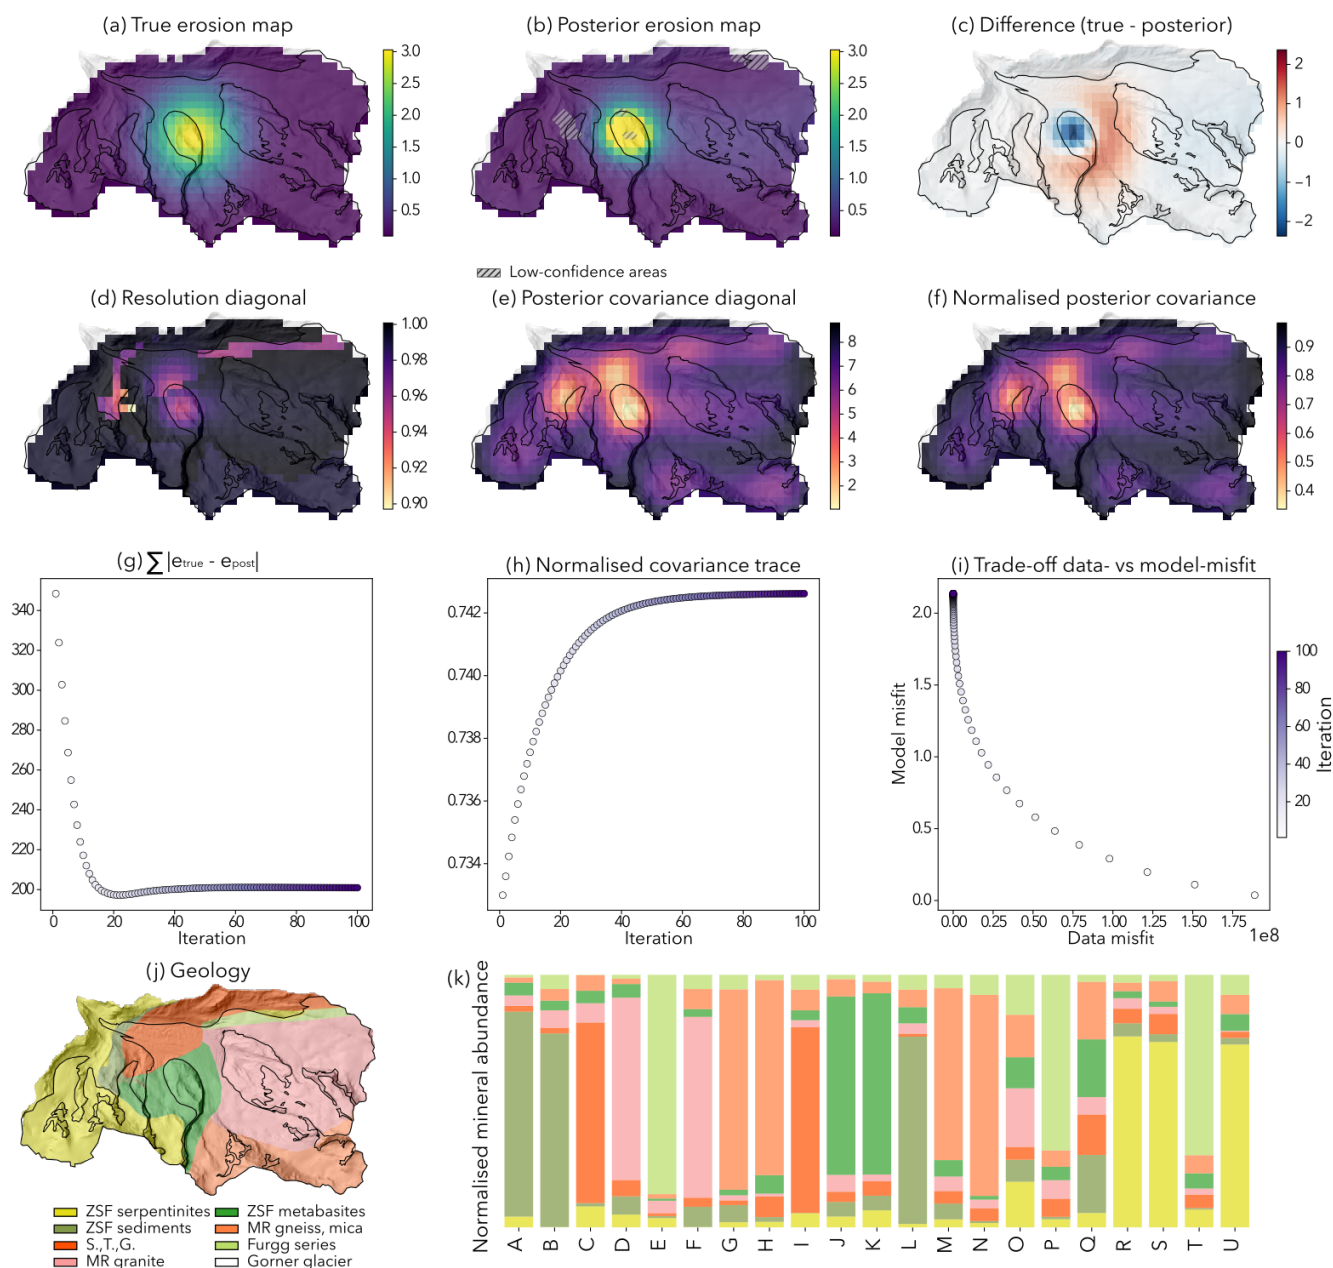 (a) True erosion map
(b) Posterior erosion map
(c) Difference (true - posterior)
3.0
2.5
2.0
1.5
1.0
0.5
3.0
2.5
2.0
1.5
1.0
0.5
2
1
0
−1
−2
Low-confidence areas
(d) Resolution diagonal
(e) Posterior covariance diagonal
(f) Normalised posterior covariance
1.00
0.98
0.96
0.94
0.92
0.90
8
7
6
5
4
3
2
0.9
0.8
0.7
0.6
0.5
0.4
(g) ∑ |etrue - epost|
(h) Normalised covariance trace
(i) Trade-off data- vs model-misfit
340
320
300
280
260
240
220
200
0 20 40 60 80 100
Iteration
0.742
0.740
0.738
0.736
0.734
0 20 40 60 80 100
Iteration
Model misfit
2.0
1.5
1.0
0.5
0.0
0.00 0.25 0.50 0.75 1.00 1.25 1.50 1.75
Data misfit
1e8
100
80
60
40
20
Iteration
(j) Geology
ZSF serpentinites
ZSF sediments
S.,T.,G.
MR granite
ZSF metabasites
MR gneiss, mica
Furgg series
Gorner glacier
(k)
Normalised mineral abundance
A B C D E F G H I J K L M N O P Q R S T U